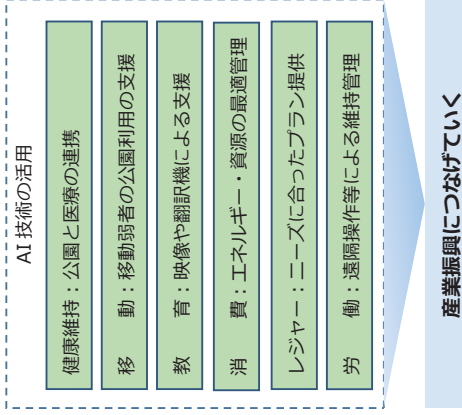 AI 技術の活用
健康維持：公園と医療の連携
移　動：移動弱者の公園利用の支援
教　育：映像や翻訳機による支援
消　費：エネルギー・資源の最適管理
レジャー：ニーズに合ったプラン提供
労　働：遠隔操作等による維持管理
産業振興につなげていく